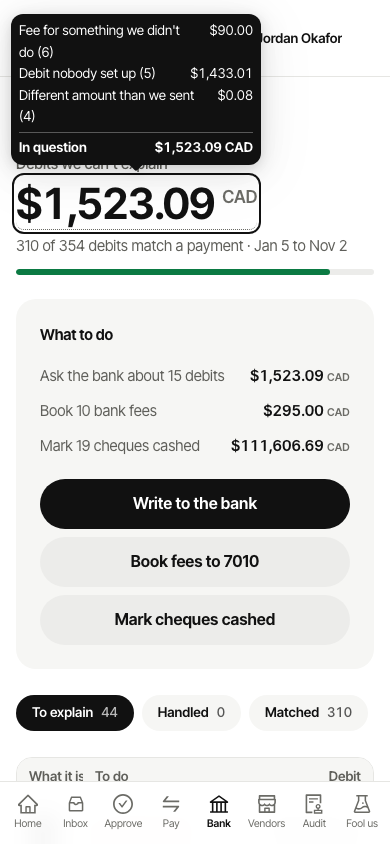 Fee for something we didn't $90.00
do (6)
Debit nobody set up (5) $1,433.01
Different amount than we sent $0.08
(4)
In question $1,523.09 CAD
Jordan Okafor
Debits we can't explain
$1,523.09 CAD
310 of 354 debits match a payment · Jan 5 to Nov 2
What to do
Ask the bank about 15 debits $1,523.09 CAD
Book 10 bank fees $295.00 CAD
Mark 19 cheques cashed $111,606.69 CAD
Write to the bank
Book fees to 7010
Mark cheques cashed
To explain 44 Handled 0 Matched 310
What it is To do Debit
Home Inbox Approve Pay Bank Vendors Audit Fool us